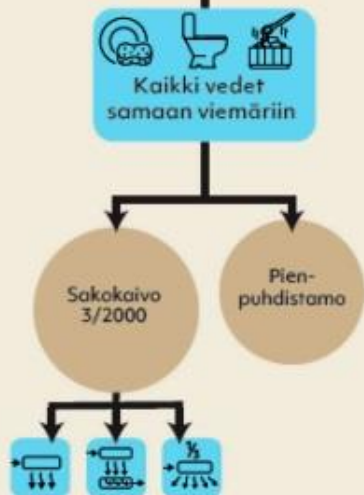 Kaikki vedet
samaan viemäriin
Sakokaivo
3/2000
Pien-
puhdistamo
⅓